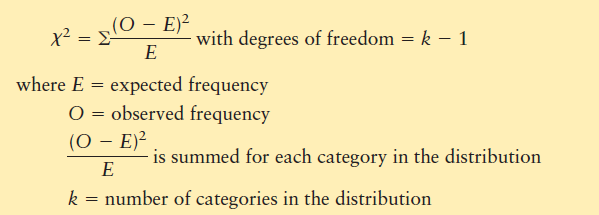 χ² = Σ (O − E)² / E with degrees of freedom = k − 1
where E = expected frequency
O = observed frequency
(O − E)² / E is summed for each category in the distribution
k = number of categories in the distribution